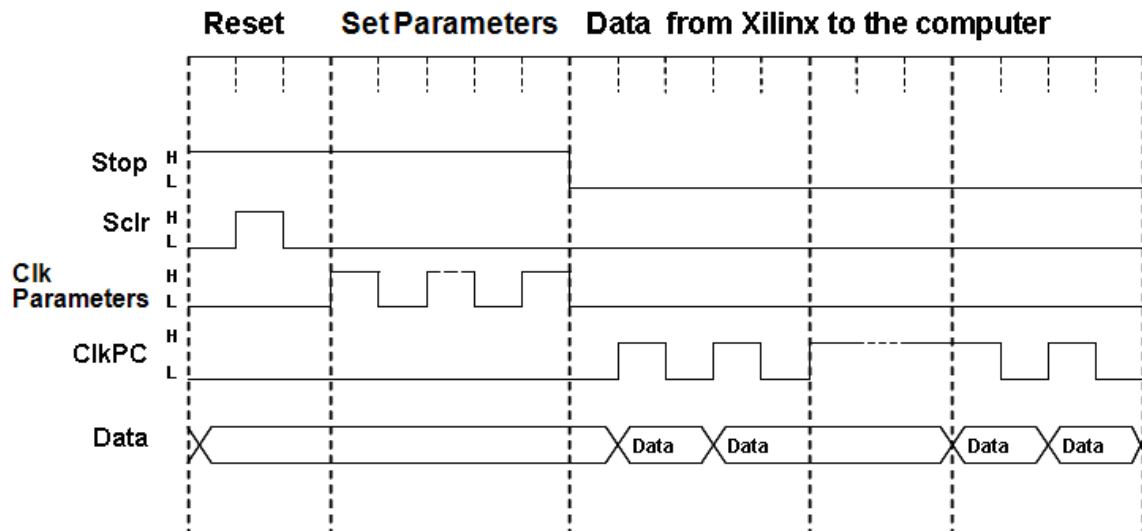 Reset Set Parameters Data from Xilinx to the computer
Stop H
L
Sclr H
L
Clk Parameters H
L
ClkPC H
L
Data Data Data Data Data